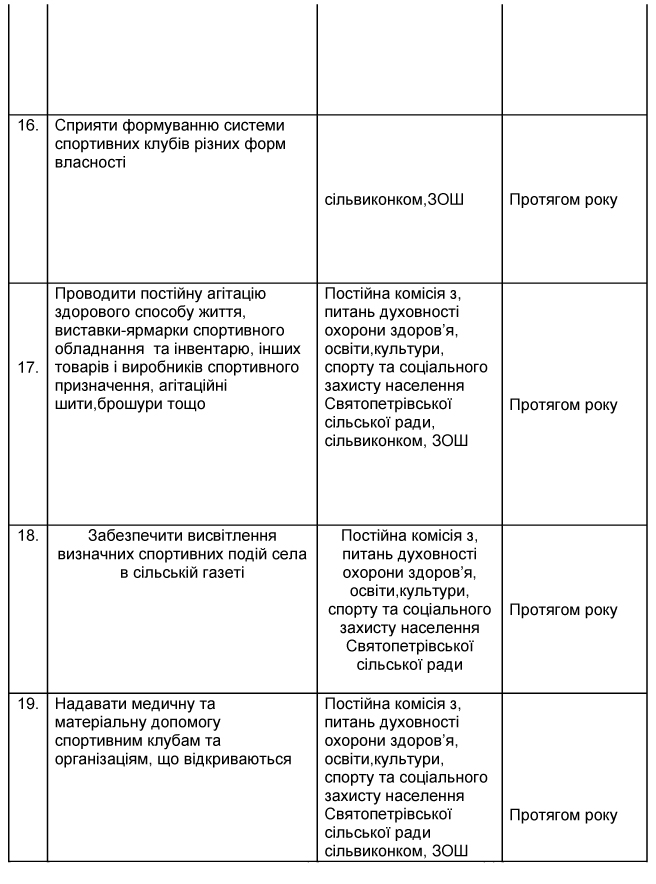 16.
Сприяти формуванню системи
спортивних клубів різних форм
власності
сільвиконком,ЗОШ
Протягом року
17.
Проводити постійну агітацію
здорового способу життя,
виставки-ярмарки спортивного
обладнання  та інвентарю, інших
товарів і виробників спортивного
призначення, агітаційні
шити,брошури тощо
Постійна комісія з,
питань духовності
охорони здоров’я,
освіти,культури,
спорту та соціального
захисту населення
Святопетрівської
сільської ради,
сільвиконком, ЗОШ
Протягом року
18.
Забезпечити висвітлення
визначних спортивних подій села
в сільській газеті
Постійна комісія з,
питань духовності
охорони здоров’я,
освіти,культури,
спорту та соціального
захисту населення
Святопетрівської
сільської ради
Протягом року
19.
Надавати медичну та
матеріальну допомогу
спортивним клубам та
організаціям, що відкриваються
Постійна комісія з,
питань духовності
охорони здоров’я,
освіти,культури,
спорту та соціального
захисту населення
Святопетрівської
сільської ради
сільвиконком, ЗОШ
Протягом року